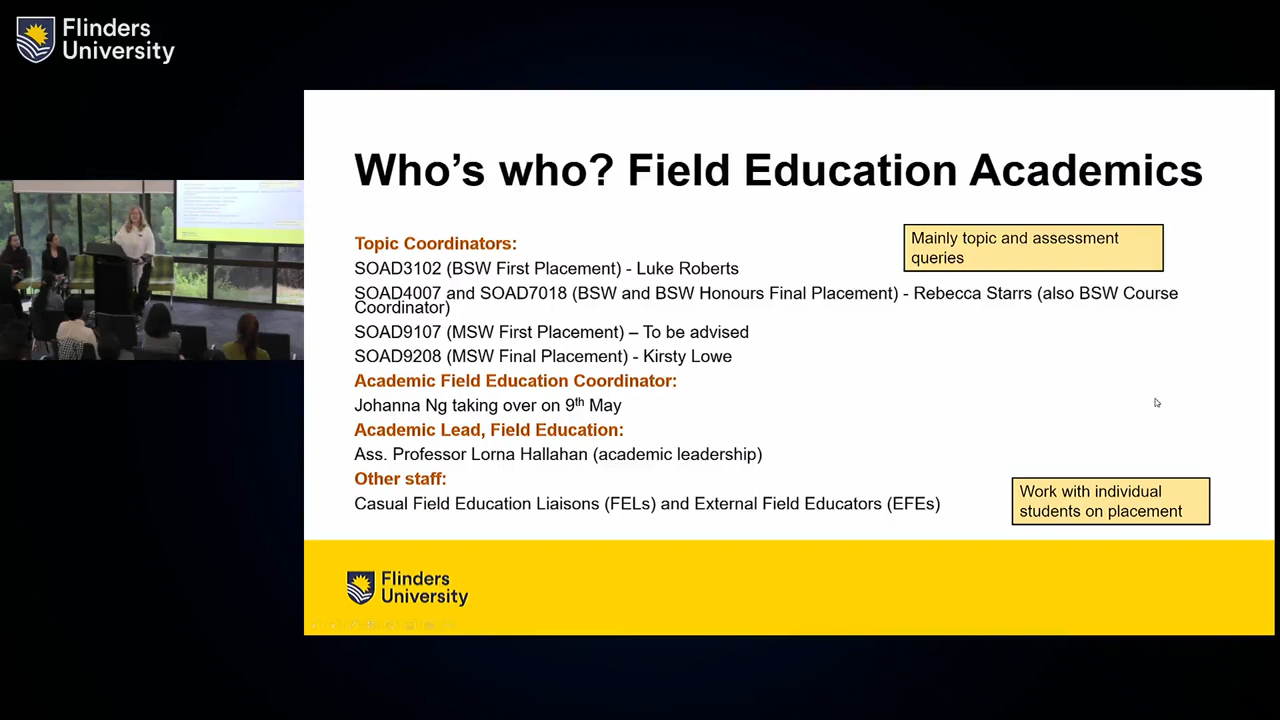 Flinders
University
Who's who? Field Education Academics
Topic Coordinators:
Mainly topic and assessment
queries
SOAD3102 (BSW First Placement) - Luke Roberts
SOAD4007 and SOAD7018 (BSW and BSW Honours Final Placement) - Rebecca Starrs (also BSW Course
Coordinator)
SOAD9107 (MSW First Placement) – To be advised
SOAD9208 (MSW Final Placement) - Kirsty Lowe
Academic Field Education Coordinator:
Johanna Ng taking over on 9th May
Academic Lead, Field Education:
Ass. Professor Lorna Hallahan (academic leadership)
Other staff:
Casual Field Education Liaisons (FELs) and External Field Educators (EFEs)
Work with individual
students on placement
Flinders
University